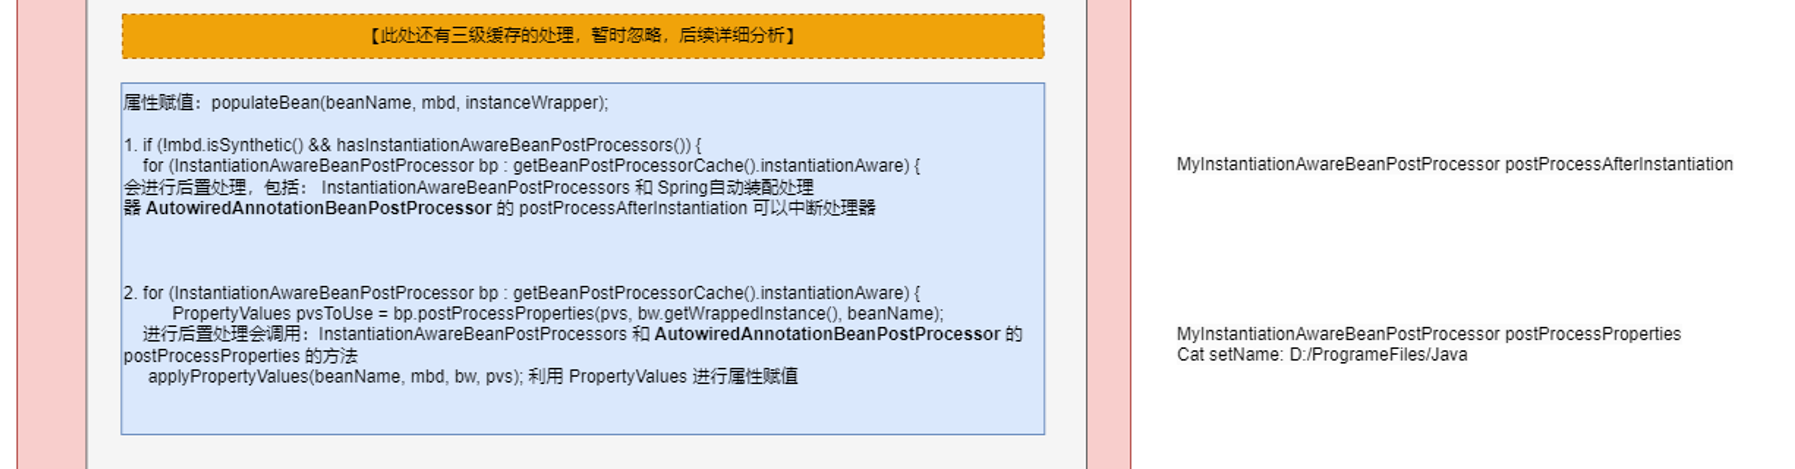 【此处还有三级缓存的处理，暂时忽略，后续详细分析】
属性赋值：populateBean(beanName, mbd, instanceWrapper);
1. if (!mbd.isSynthetic() && hasInstantiationAwareBeanPostProcessors()) {
for (InstantiationAwareBeanPostProcessor bp : getBeanPostProcessorCache().instantiationAware) {
会进行后置处理，包括： InstantiationAwareBeanPostProcessors 和 Spring自动装配处理
器 AutowiredAnnotationBeanPostProcessor 的 postProcessAfterInstantiation 可以中断处理器
2. for (InstantiationAwareBeanPostProcessor bp : getBeanPostProcessorCache().instantiationAware) {
PropertyValues pvsToUse = bp.postProcessProperties(pvs, bw.getWrappedInstance(), beanName);
进行后置处理会调用：InstantiationAwareBeanPostProcessors 和 AutowiredAnnotationBeanPostProcessor 的
postProcessProperties 的方法
applyPropertyValues(beanName, mbd, bw, pvs); 利用 PropertyValues 进行属性赋值
MyInstantiationAwareBeanPostProcessor postProcessAfterInstantiation
MyInstantiationAwareBeanPostProcessor postProcessProperties
Cat setName: D:/ProgrameFiles/Java